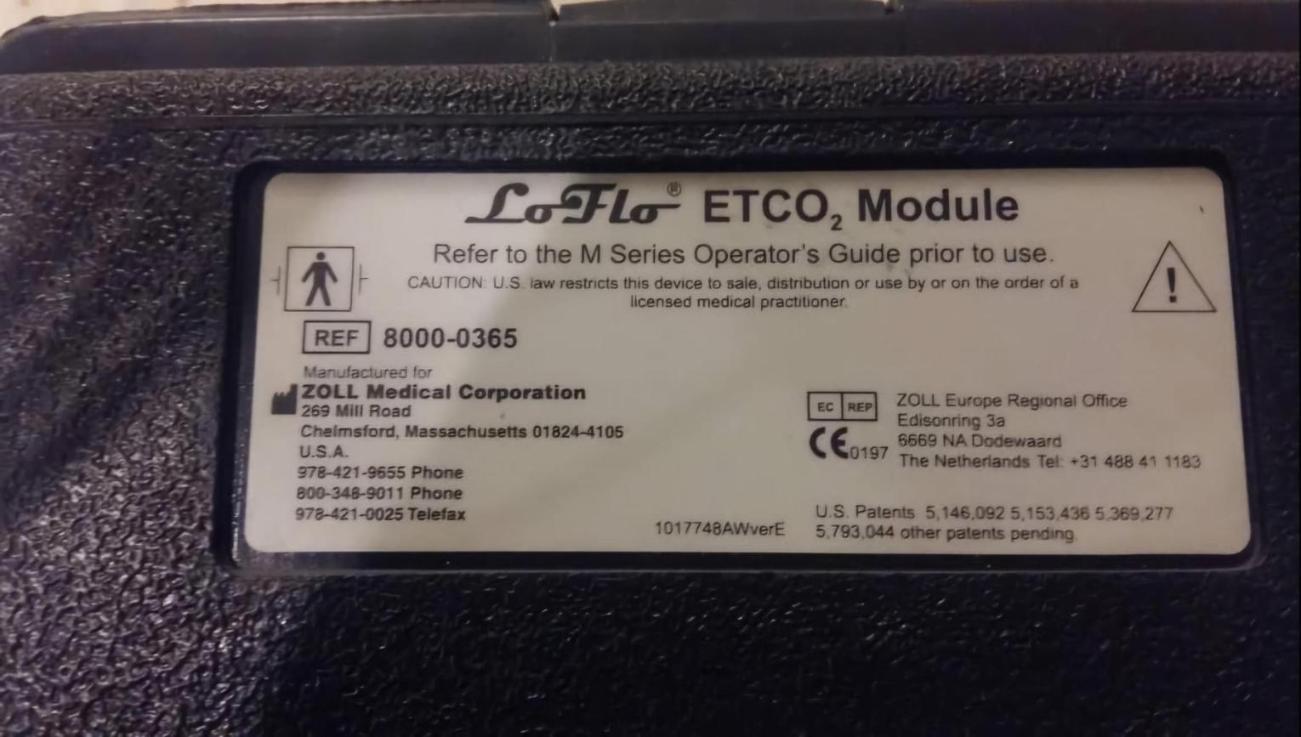 LoFlo® ETCO₂ Module
Refer to the M Series Operator's Guide prior to use.
CAUTION: U.S. law restricts this device to sale, distribution or use by or on the order of a
licensed medical practitioner.
!
REF 8000-0365
Manufactured for
ZOLL Medical Corporation
269 Mill Road
Chelmsford, Massachusetts 01824-4105
U.S.A.
978-421-9655 Phone
800-348-9011 Phone
978-421-0025 Telefax
EC REP
CE0197
ZOLL Europe Regional Office
Edisonring 3a
6669 NA Dodewaard
The Netherlands Tel: +31 488 41 1183
1017748AWverE
U.S. Patents 5,146,092 5,153,436 5,369,277
5,793,044 other patents pending.